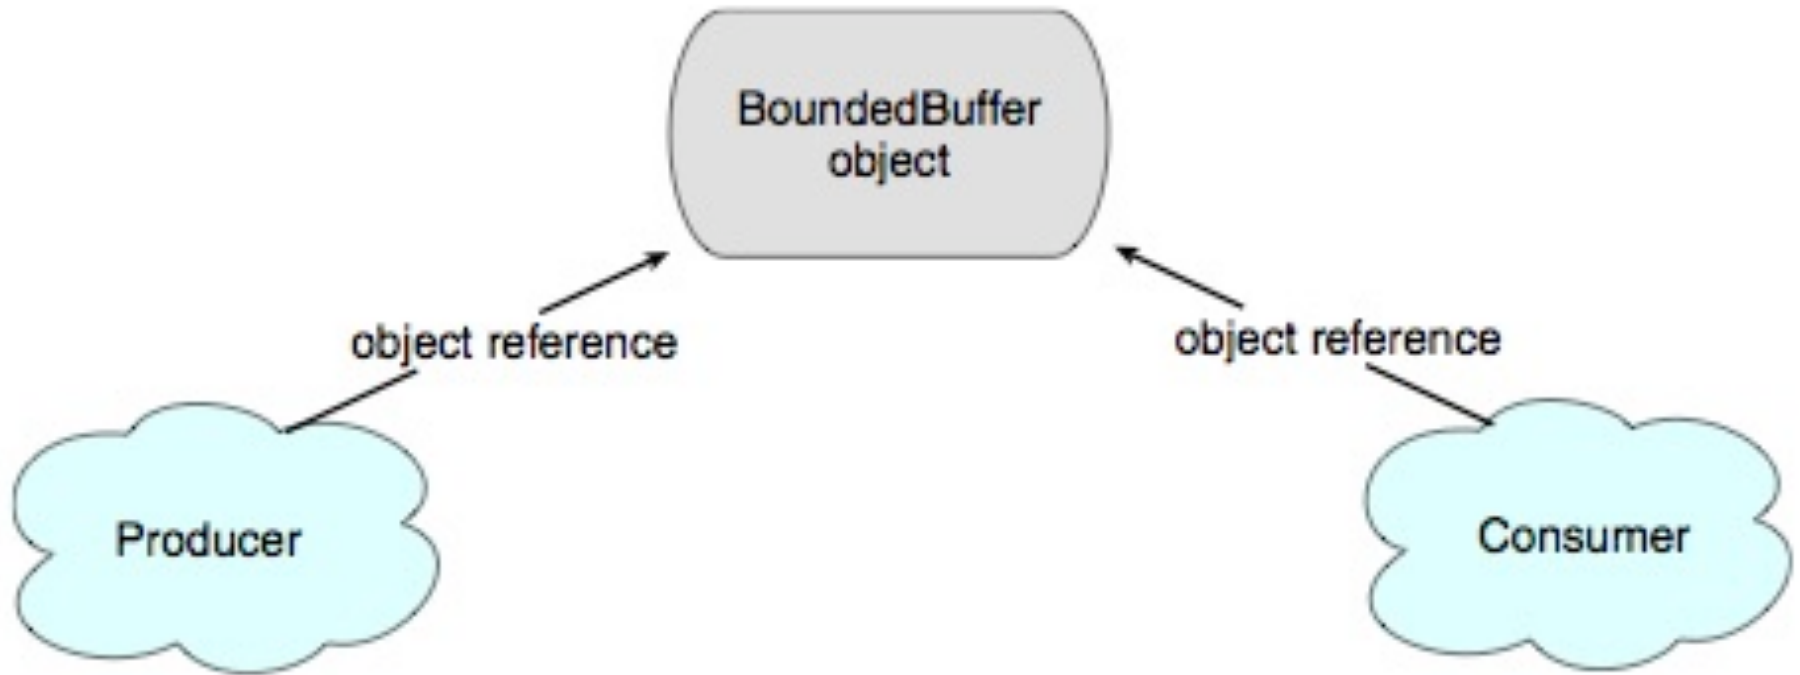 BoundedBuffer
object
object reference
object reference
Producer
Consumer